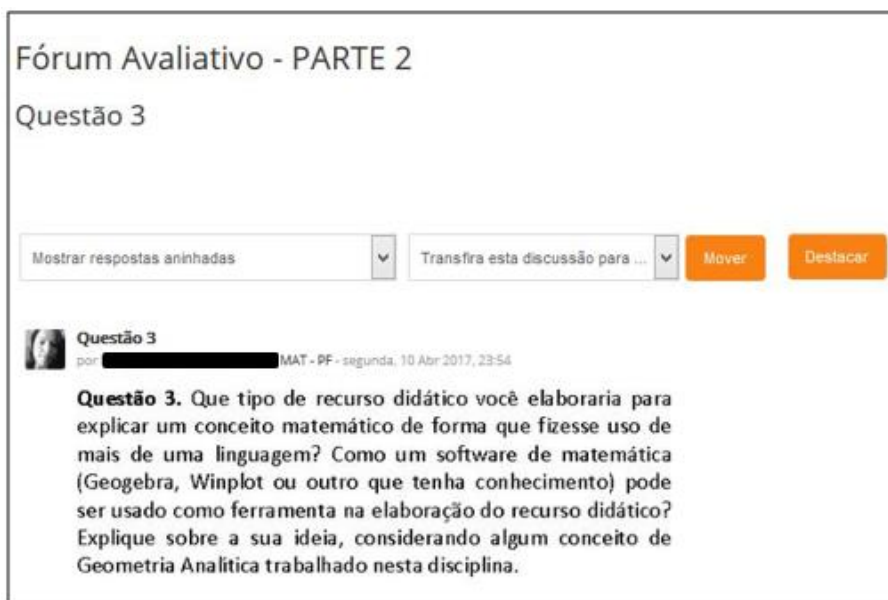 Fórum Avaliativo - PARTE 2
Questão 3
Mostrar respostas aninhadas
Transfira esta discussão para ...
Mover
Destacar
Questão 3
por MAT - PF - segunda, 10 Abr 2017, 23:54
Questão 3. Que tipo de recurso didático você elaboraria para
explicar um conceito matemático de forma que fizesse uso de
mais de uma linguagem? Como um software de matemática
(Geogebra, Winplot ou outro que tenha conhecimento) pode
ser usado como ferramenta na elaboração do recurso didático?
Explique sobre a sua ideia, considerando algum conceito de
Geometria Analítica trabalhado nesta disciplina.